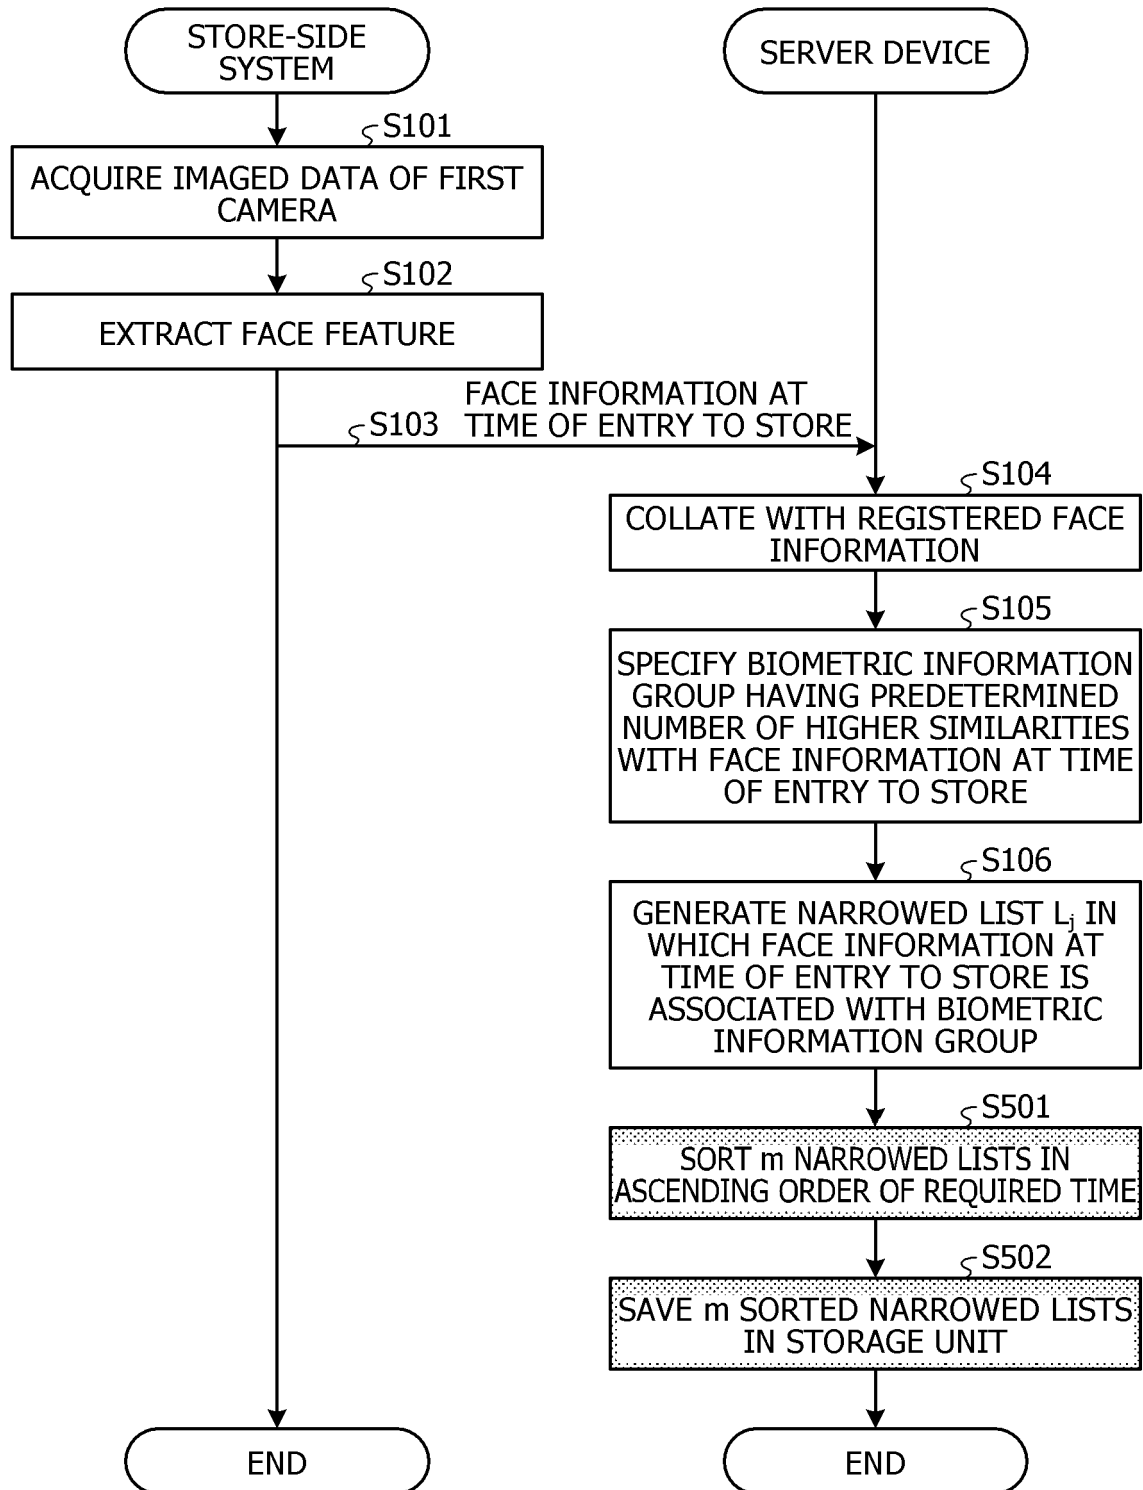 STORE-SIDE
SYSTEM
SERVER DEVICE
S101
ACQUIRE IMAGED DATA OF FIRST
CAMERA
S102
EXTRACT FACE FEATURE
FACE INFORMATION AT
TIME OF ENTRY TO STORE
S103
S104
COLLATE WITH REGISTERED FACE
INFORMATION
S105
SPECIFY BIOMETRIC INFORMATION
GROUP HAVING PREDETERMINED
NUMBER OF HIGHER SIMILARITIES
WITH FACE INFORMATION AT TIME
OF ENTRY TO STORE
S106
GENERATE NARROWED LIST Lj IN
WHICH FACE INFORMATION AT
TIME OF ENTRY TO STORE IS
ASSOCIATED WITH BIOMETRIC
INFORMATION GROUP
S501
SORT m NARROWED LISTS IN
ASCENDING ORDER OF REQUIRED TIME
S502
SAVE m SORTED NARROWED LISTS
IN STORAGE UNIT
END
END